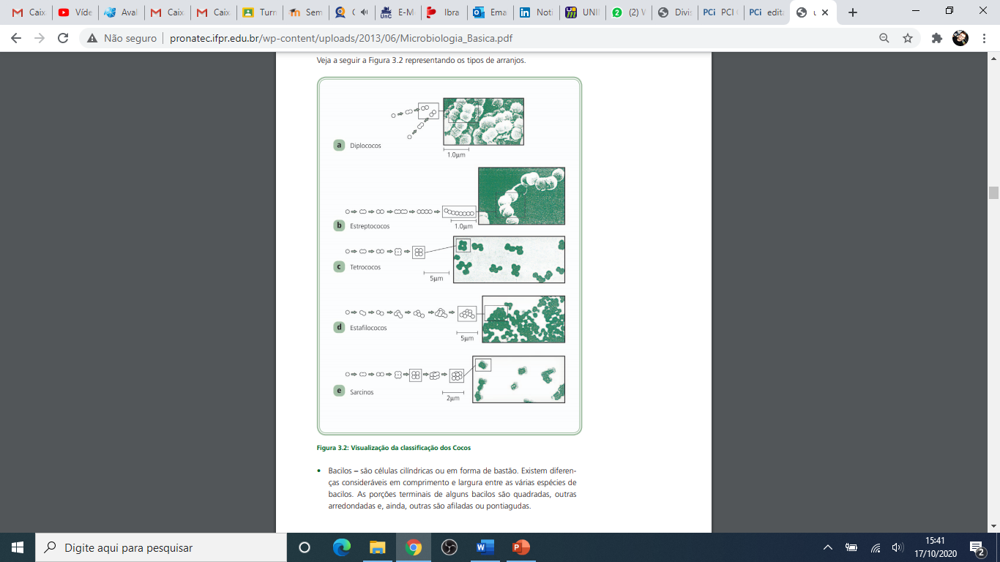 Caix
Víde
Aval
Caix
Caix
Turn
Sem
E-M
Ibra
Ema
Noti
UNII
(2) V
Divis
PCI
edit
Não seguro
pronatec.ifpr.edu.br/wp-content/uploads/2013/06/Microbiologia_Basica.pdf
Veja a seguir a Figura 3.2 representando os tipos de arranjos.
a Diplococos
1.0µm
b Estreptococos
1.0µm
c Tetrococos
5µm
d Estafilococos
5µm
e Sarcinos
2µm
Figura 3.2: Visualização da classificação dos Cocos
• Bacilos – são células cilíndricas ou em forma de bastão. Existem diferen-
ças consideráveis em comprimento e largura entre as várias espécies de
bacilos. As porções terminais de alguns bacilos são quadradas, outras
arredondadas e, ainda, outras são afiladas ou pontiagudas.
Digite aqui para pesquisar
15:41
17/10/2020
2